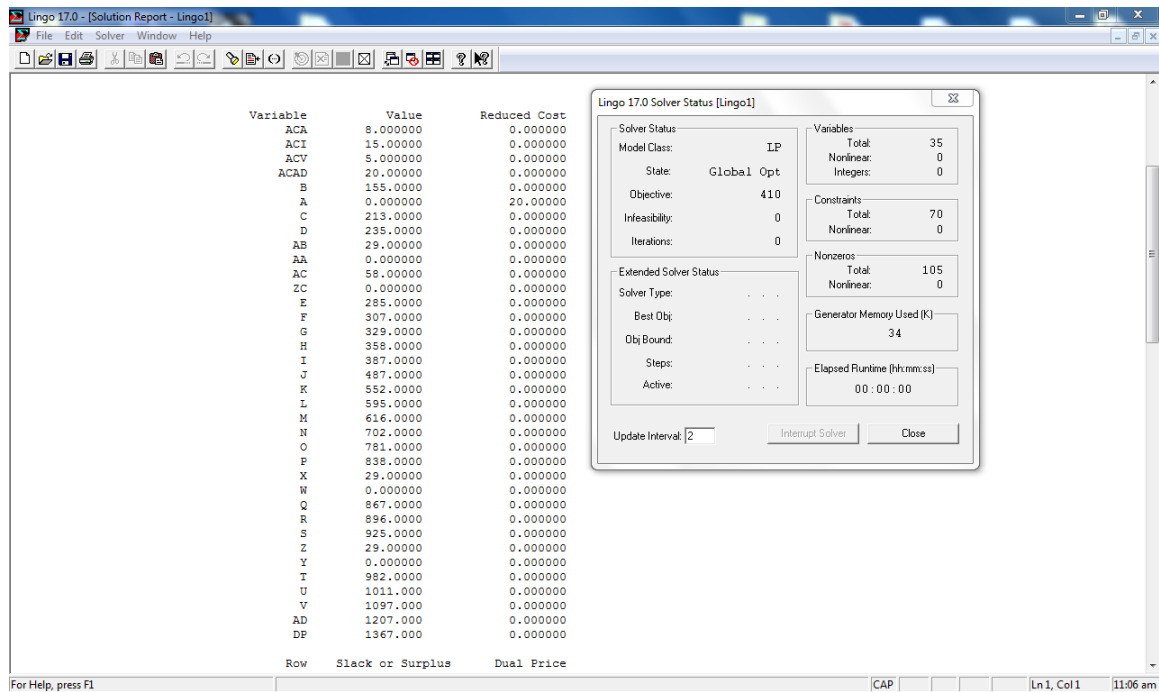 Lingo 17.0 - [Solution Report - Lingo1]
File Edit Solver Window Help
Variable Value Reduced Cost
ACA 8.000000 0.000000
ACI 15.00000 0.000000
ACV 5.000000 0.000000
ACAD 20.00000 0.000000
B 155.0000 0.000000
A 0.000000 20.00000
C 213.0000 0.000000
D 235.0000 0.000000
AB 29.00000 0.000000
AA 0.000000 0.000000
AC 58.00000 0.000000
ZC 0.000000 0.000000
E 285.0000 0.000000
F 307.0000 0.000000
G 329.0000 0.000000
H 358.0000 0.000000
I 387.0000 0.000000
J 487.0000 0.000000
K 552.0000 0.000000
L 595.0000 0.000000
M 616.0000 0.000000
N 702.0000 0.000000
O 781.0000 0.000000
P 838.0000 0.000000
X 29.00000 0.000000
W 0.000000 0.000000
Q 867.0000 0.000000
R 896.0000 0.000000
S 925.0000 0.000000
Z 29.00000 0.000000
Y 0.000000 0.000000
T 982.0000 0.000000
U 1011.000 0.000000
V 1097.000 0.000000
AD 1207.000 0.000000
DP 1367.000 0.000000
Row Slack or Surplus Dual Price
Lingo 17.0 Solver Status [Lingo1]
Solver Status
Model Class: LP
State: Global Opt
Objective: 410
Infeasibility: 0
Iterations: 0
Extended Solver Status
Solver Type: . . .
Best Obj: . . .
Obj Bound: . . .
Steps: . . .
Active: . . .
Variables
Total: 35
Nonlinear: 0
Integers: 0
Constraints
Total: 70
Nonlinear: 0
Nonzeros
Total: 105
Nonlinear: 0
Generator Memory Used (K)
34
Elapsed Runtime (hh:mm:ss)
00:00:00
Update Interval: 2 Interrupt Solver Close
For Help, press F1 CAP Ln 1, Col 1 11:06 am